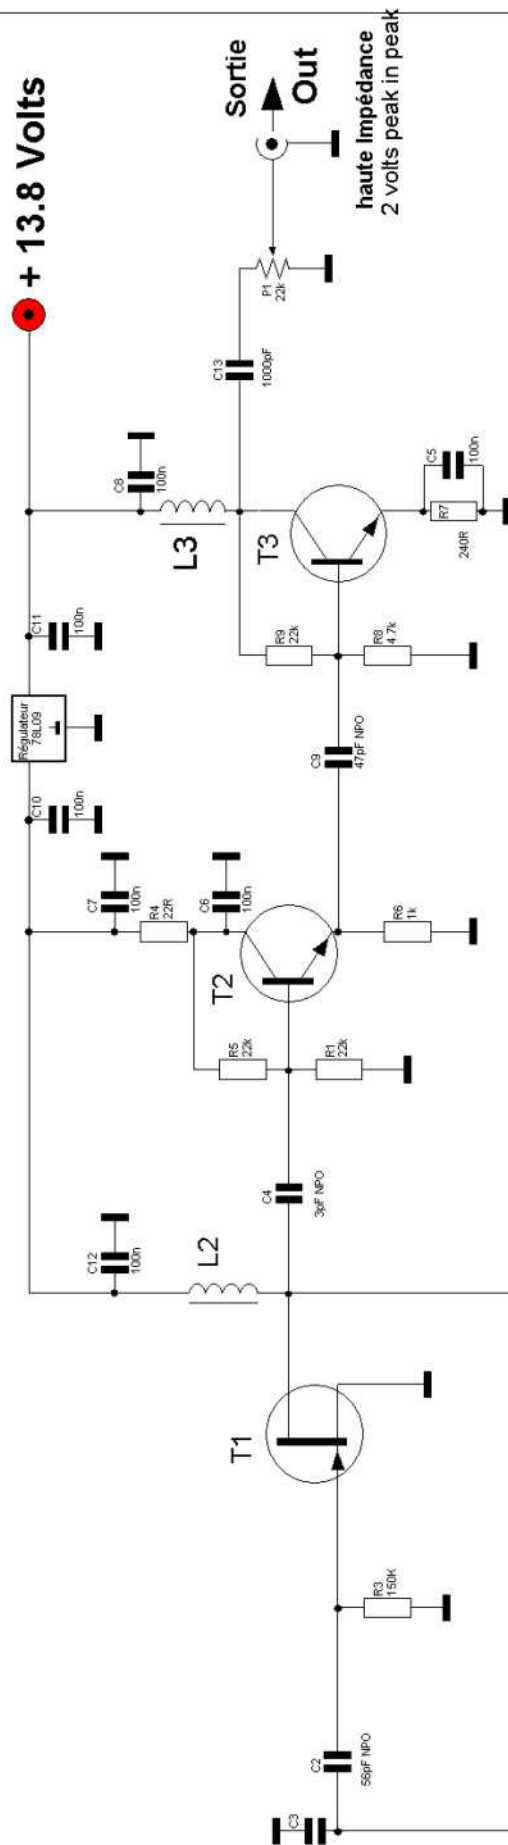 + 13.8 Volts
Sortie
Out
haute Impédance
2 volts peak in peak
P1
22k
C13
1000pF
C8
100n
L3
T3
C5
100n
R7
240R
C11
100n
R9
22k
R8
4.7k
Régulateur
78L09
C9
47pF NPO
C10
100n
C7
100n
R4
22R
C6
100n
T2
R6
1k
R5
22k
R1
22k
C4
3pF NPO
C12
100n
L2
T1
R3
150K
C2
56pF NPO
C3